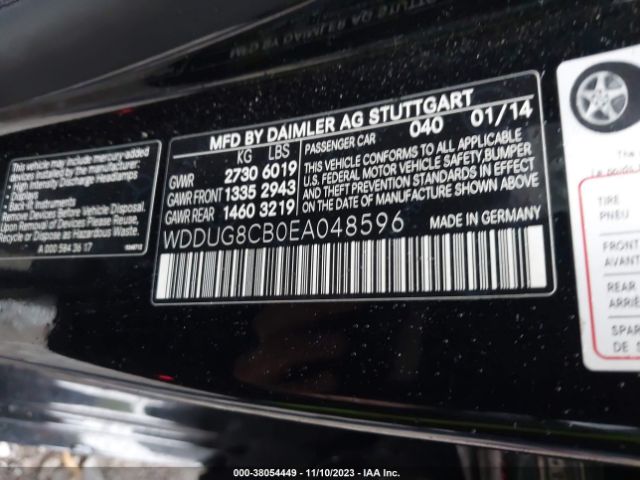 This vehicle may have mercury-added
devices installed by the manufacturer:
- High Intensity Discharge Headlamps
- Displays
Remove Devices Before Vehicle Disposal.
Upon Removal of Devices Please Reuse,
Recycle or Dispose as Hazardous Waste.
A 000 584 36 17
MFD BY DAIMLER AG STUTTGART
KG LBS PASSENGER CAR 040 01/14
GVWR 2730 6019
GAWR FRONT 1335 2943
GAWR REAR 1460 3219
THIS VEHICLE CONFORMS TO ALL APPLICABLE
U.S. FEDERAL MOTOR VEHICLE SAFETY, BUMPER
AND THEFT PREVENTION STANDARDS IN EFFECT
ON THE DATE OF MANUFACTURE SHOWN ABOVE.
WDDUG8CB0EA048596
MADE IN GERMANY
TIRE
PNEU
FRONT
AVANT
REAR
ARRIE
SPAR
DE S
000-38054449 - 11/10/2023 - IAA Inc.